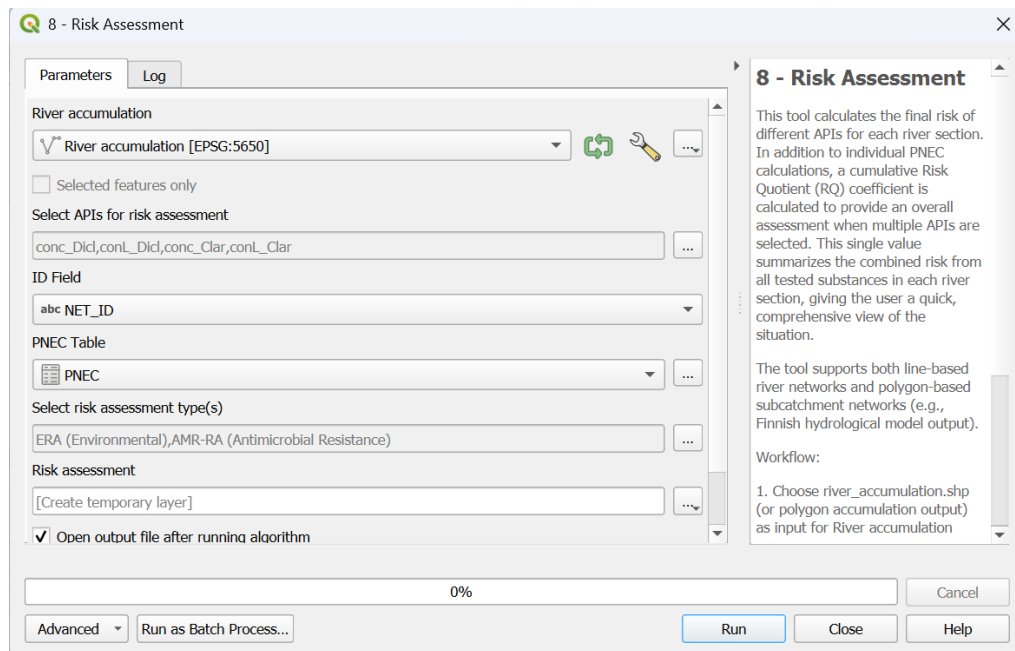 8 - Risk Assessment
Parameters
Log
River accumulation
River accumulation [EPSG:5650]
...
Selected features only
Select APIs for risk assessment
conc_Dicl,conL_Dicl,conc_Clar,conL_Clar
...
ID Field
abc NET_ID
PNEC Table
PNEC
...
Select risk assessment type(s)
ERA (Environmental),AMR-RA (Antimicrobial Resistance)
...
Risk assessment
[Create temporary layer]
...
Open output file after running algorithm
8 - Risk Assessment
This tool calculates the final risk of
different APIs for each river section.
In addition to individual PNEC
calculations, a cumulative Risk
Quotient (RQ) coefficient is
calculated to provide an overall
assessment when multiple APIs are
selected. This single value
summarizes the combined risk from
all tested substances in each river
section, giving the user a quick,
comprehensive view of the
situation.
The tool supports both line-based
river networks and polygon-based
subcatchment networks (e.g.,
Finnish hydrological model output).
Workflow:
1. Choose river_accumulation.shp
(or polygon accumulation output)
as input for River accumulation
0%
Cancel
Advanced
Run as Batch Process...
Run
Close
Help